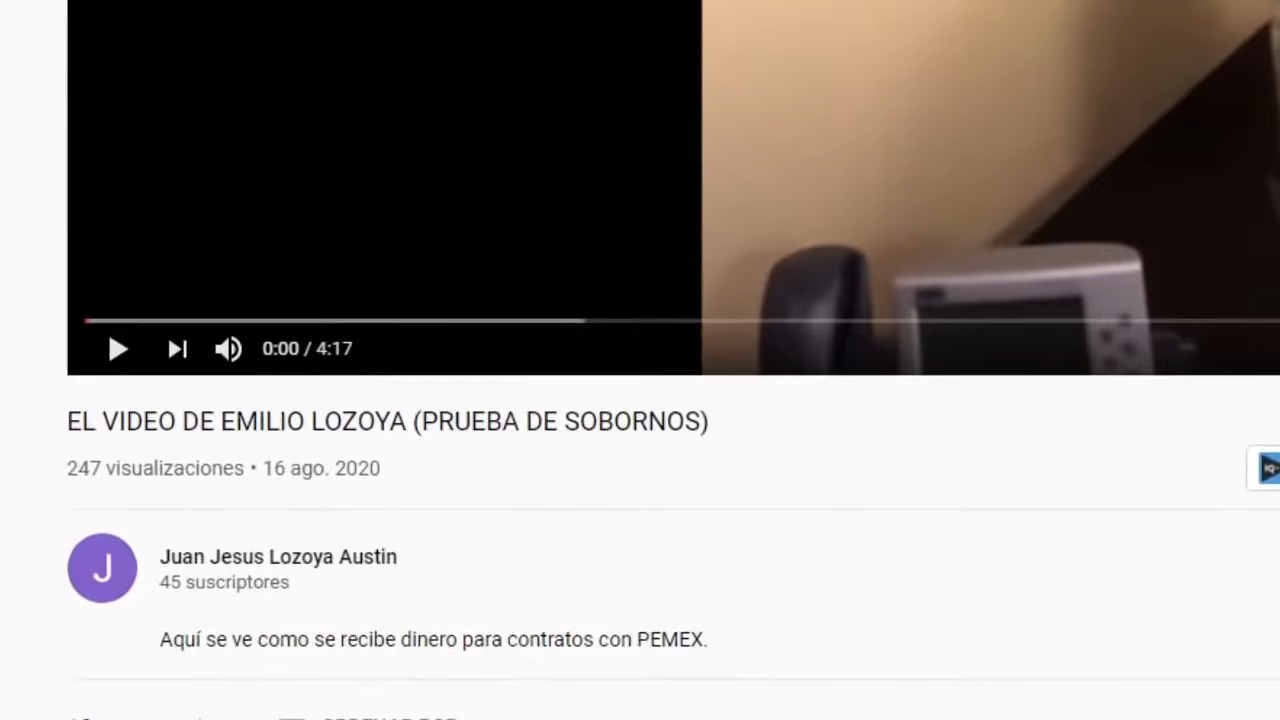 0:00 / 4:17
EL VIDEO DE EMILIO LOZOYA (PRUEBA DE SOBORNOS)
247 visualizaciones • 16 ago. 2020
J
Juan Jesus Lozoya Austin
45 suscriptores
Aquí se ve como se recibe dinero para contratos con PEMEX.